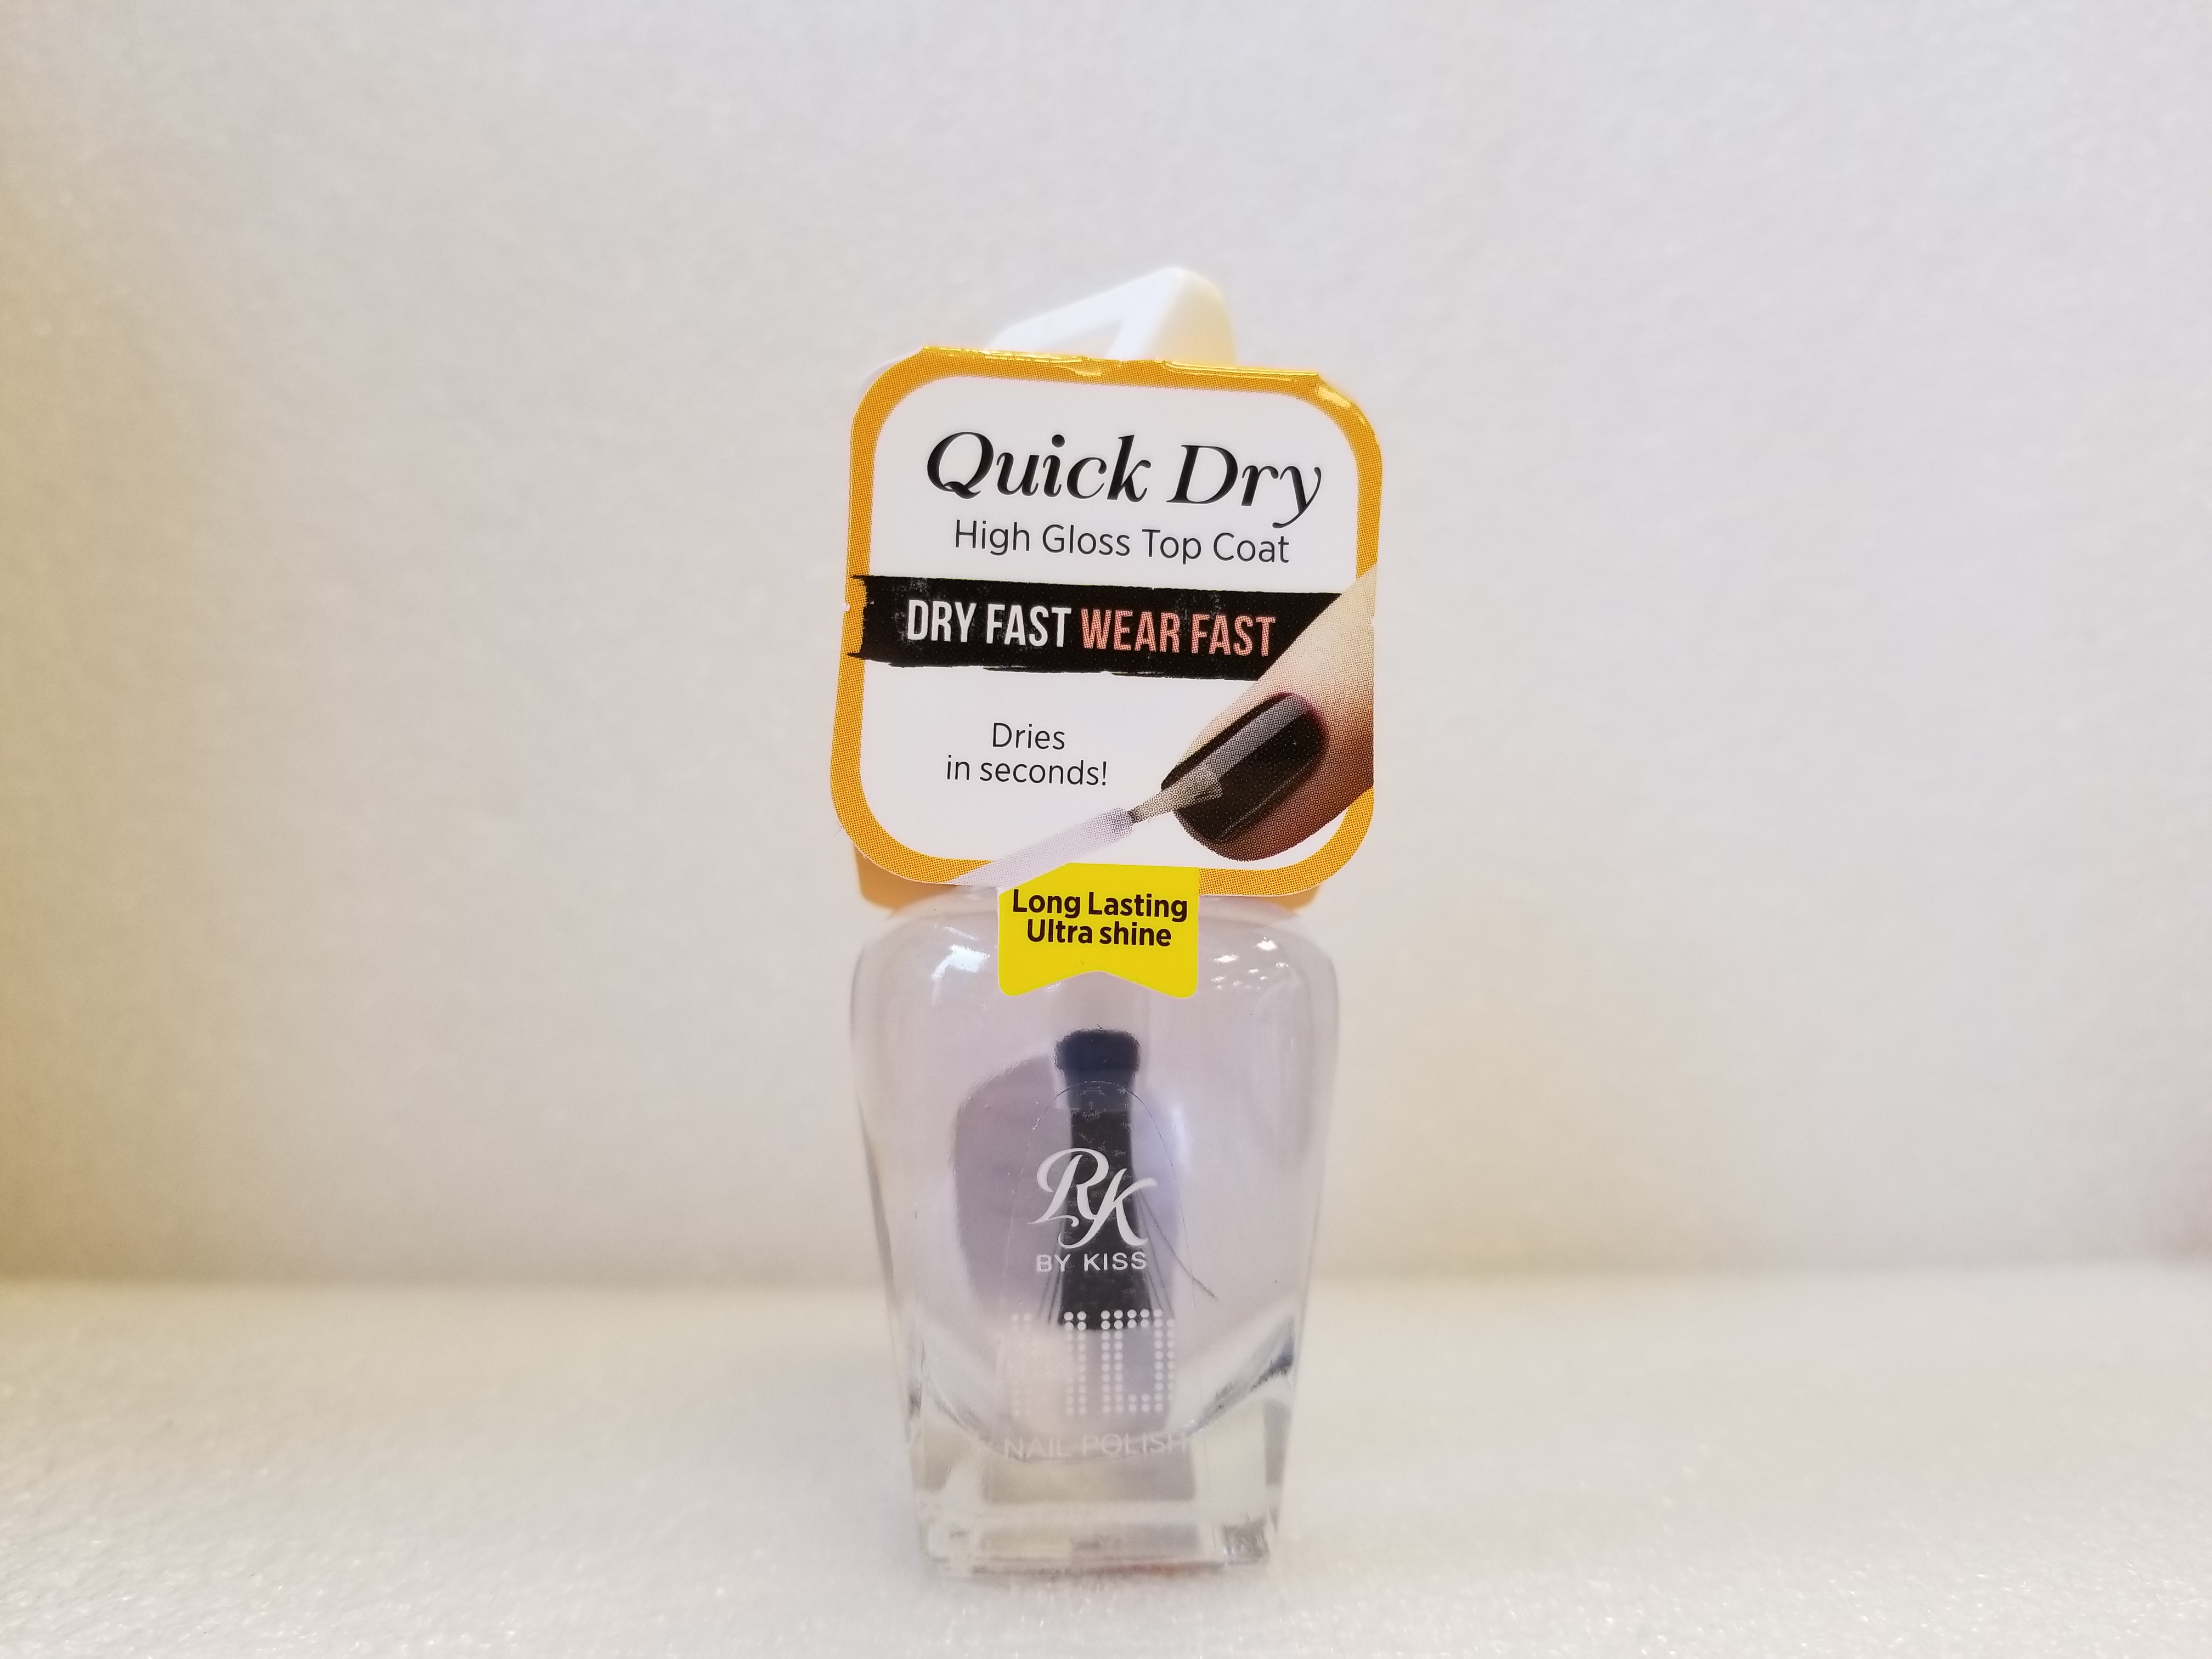 Quick Dry
High Gloss Top Coat
DRY FAST WEAR FAST
Dries
in seconds!
Long Lasting
Ultra shine
RK
BY KISS
HD
NAIL POLISH